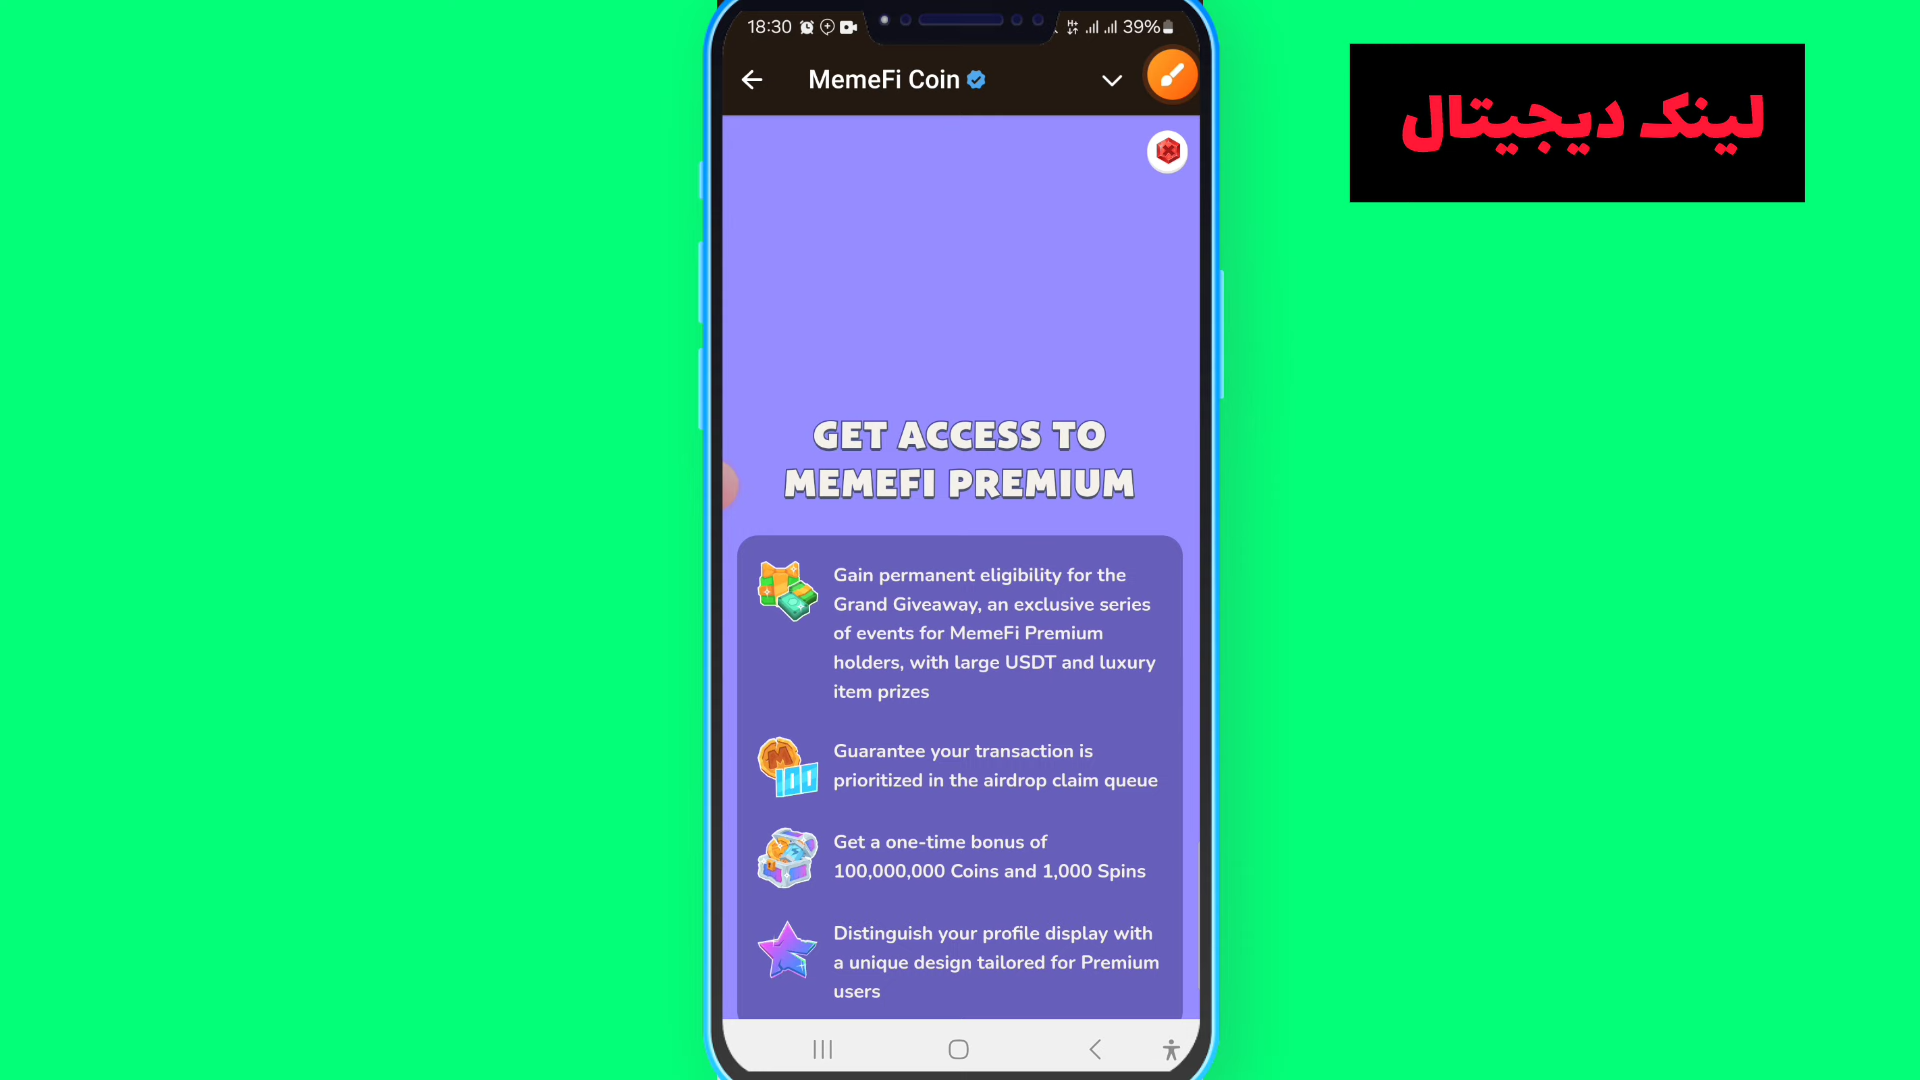 18:30
39%
MemeFi Coin
لینک دیجیتال
GET ACCESS TO
MEMEFI PREMIUM
Gain permanent eligibility for the
Grand Giveaway, an exclusive series
of events for MemeFi Premium
holders, with large USDT and luxury
item prizes
M
100
Guarantee your transaction is
prioritized in the airdrop claim queue
Get a one-time bonus of
100,000,000 Coins and 1,000 Spins
Distinguish your profile display with
a unique design tailored for Premium
users